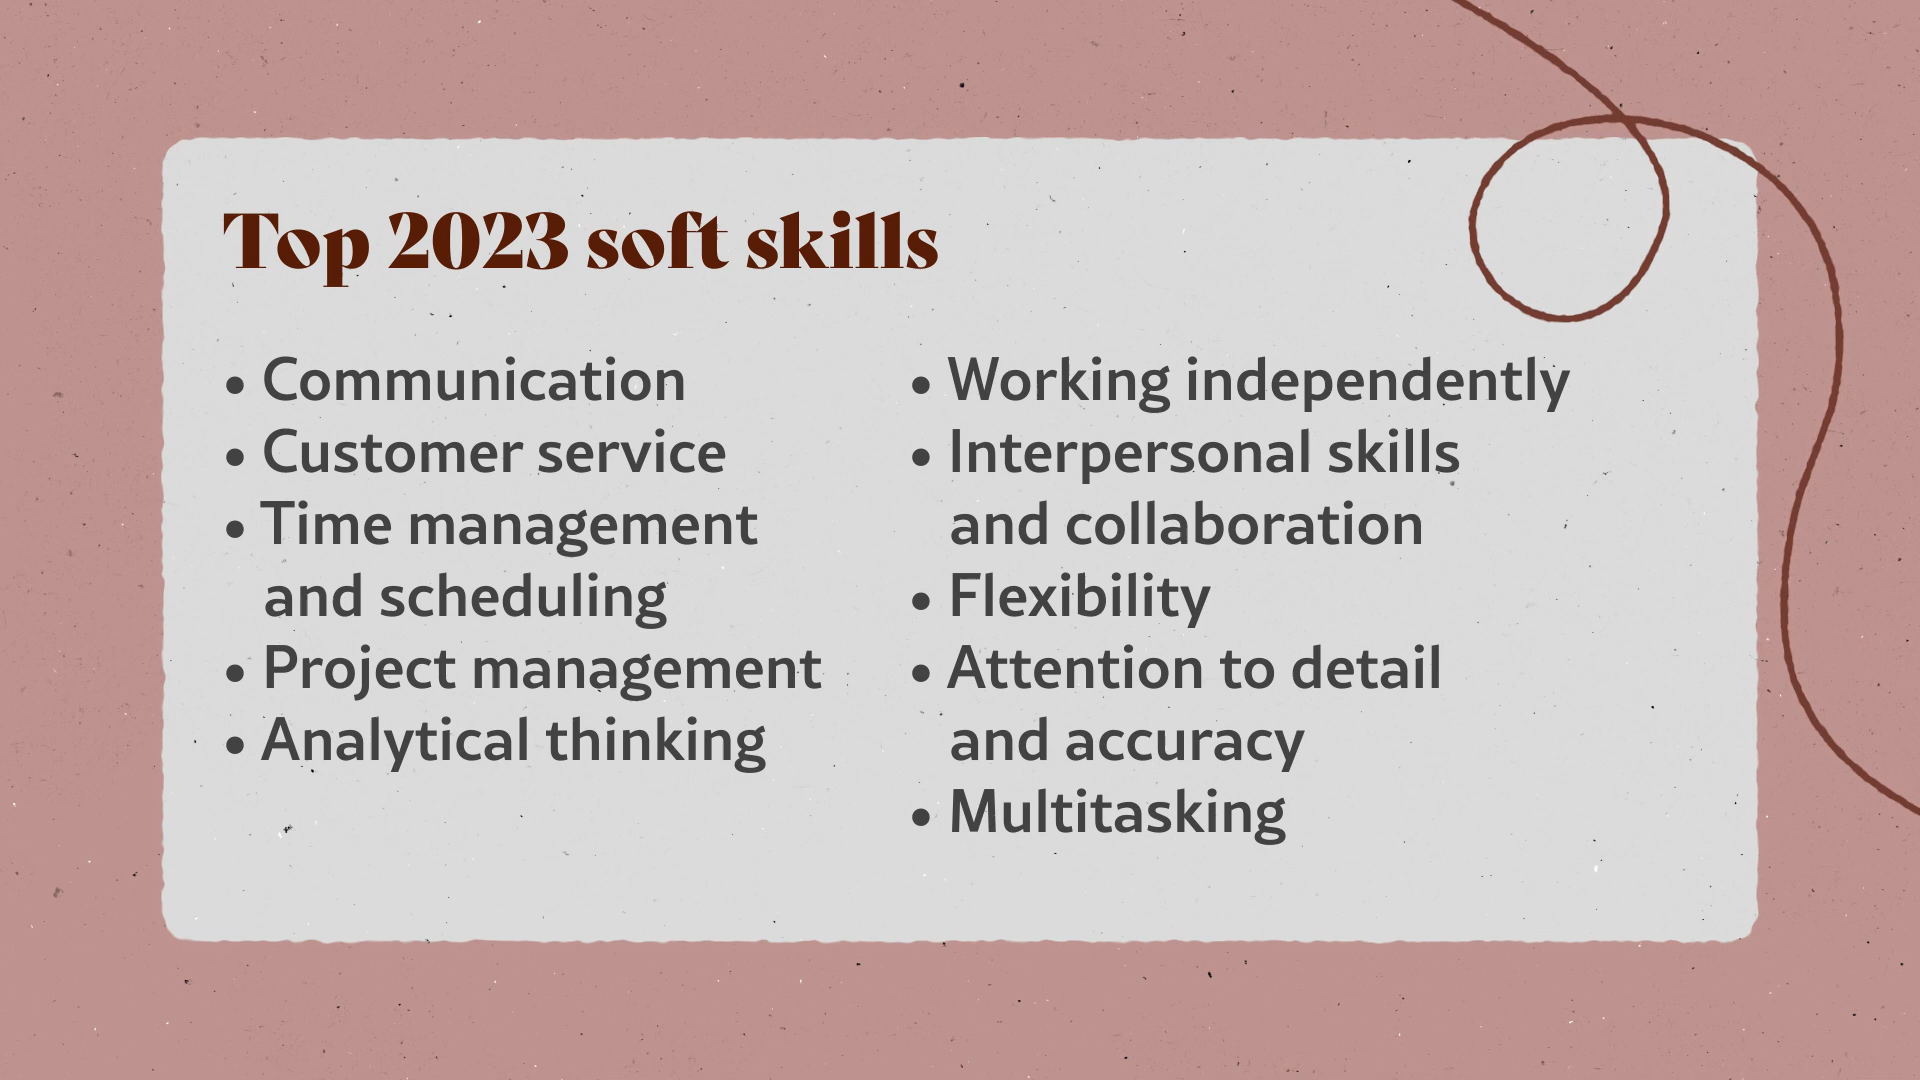 Top 2023 soft skills
• Communication
• Customer service
• Time management
and scheduling
• Project management
• Analytical thinking
• Working independently
• Interpersonal skills
and collaboration
• Flexibility
• Attention to detail
and accuracy
• Multitasking